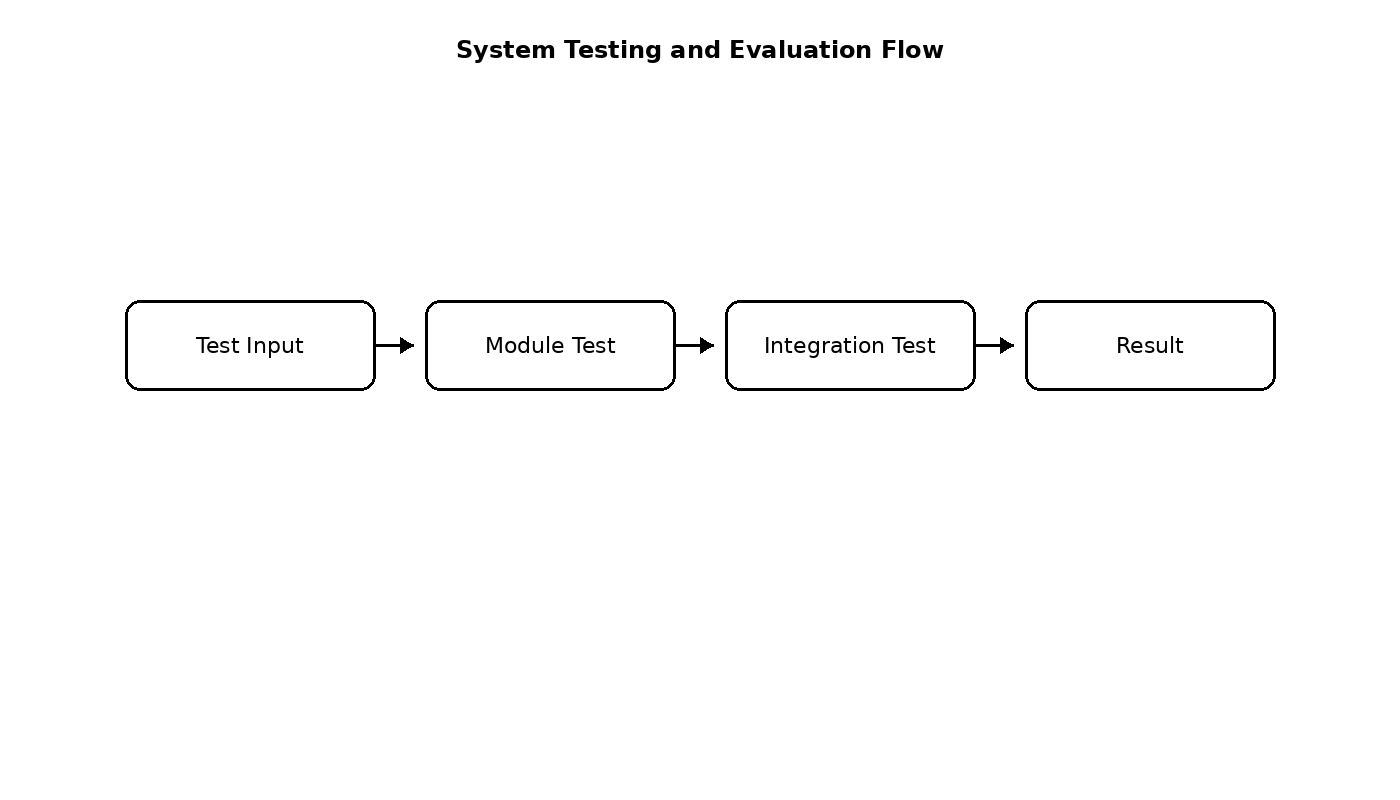 System Testing and Evaluation Flow
Test Input
Module Test
Integration Test
Result